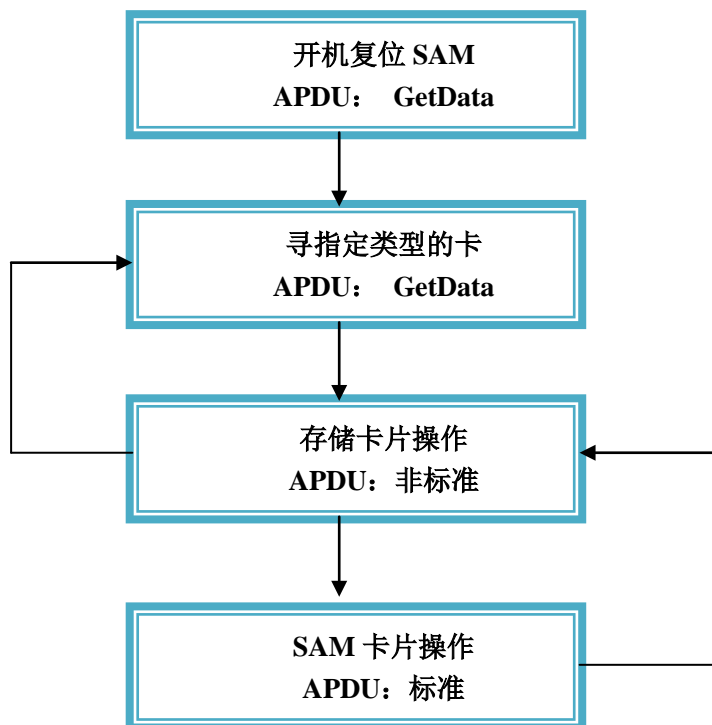 开机复位 SAM
APDU： GetData
寻指定类型的卡
APDU： GetData
存储卡片操作
APDU：非标准
SAM 卡片操作
APDU：标准